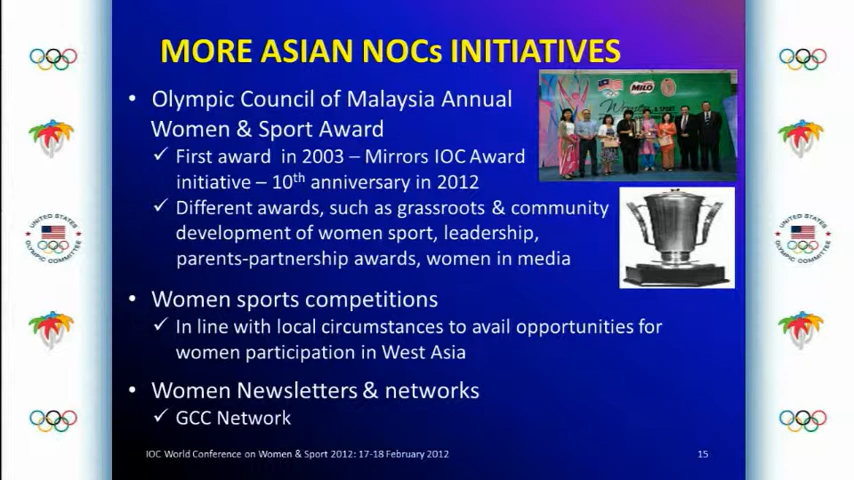 MORE ASIAN NOCs INITIATIVES
• Olympic Council of Malaysia Annual
Women & Sport Award
✓ First award in 2003 – Mirrors IOC Award
initiative – 10th anniversary in 2012
✓ Different awards, such as grassroots & community
development of women sport, leadership,
parents-partnership awards, women in media
• Women sports competitions
✓ In line with local circumstances to avail opportunities for
women participation in West Asia
• Women Newsletters & networks
✓ GCC Network
IOC World Conference on Women & Sport 2012: 17-18 February 2012
15
MILO
UNITED STATES
OLYMPIC COMMITTEE
UNITED STATES
OLYMPIC COMMITTEE